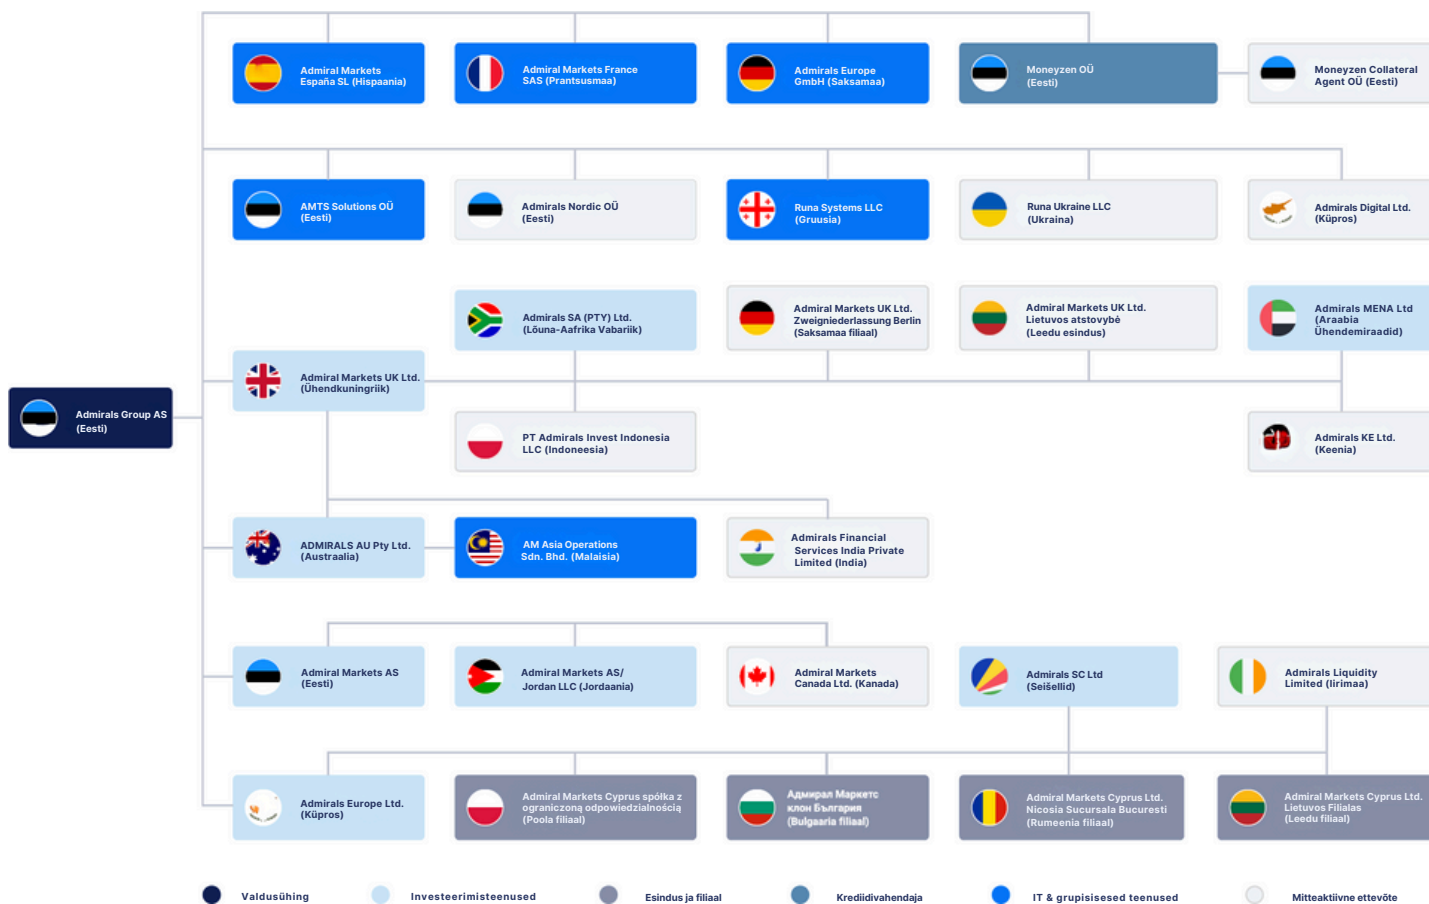 Admiral Markets
España SL (Hispaania)
Admiral Markets France
SAS (Prantsusmaa)
Admirals Europe
GmbH (Saksamaa)
Moneyzen OÜ
(Eesti)
Moneyzen Collateral
Agent OÜ (Eesti)
AMTS Solutions OÜ
(Eesti)
Admirals Nordic OÜ
(Eesti)
Runa Systems LLC
(Gruusia)
Runa Ukraine LLC
(Ukraina)
Admirals Digital Ltd.
(Küpros)
Admirals SA (PTY) Ltd.
(Lõuna-Aafrika Vabariik)
Admiral Markets UK Ltd.
Zweigniederlassung Berlin
(Saksamaa filiaal)
Admiral Markets UK Ltd.
Lietuvos atstovybė
(Leedu esindus)
Admirals MENA Ltd
(Araabia
Ühendemiraadid)
Admiral Markets UK Ltd.
(Ühendkuningriik)
Admirals Group AS
(Eesti)
PT Admirals Invest Indonesia
LLC (Indoneesia)
Admirals KE Ltd.
(Keenia)
ADMIRALS AU Pty Ltd.
(Austraalia)
AM Asia Operations
Sdn. Bhd. (Malaisia)
Admirals Financial
Services India Private
Limited (India)
Admiral Markets AS
(Eesti)
Admiral Markets AS/
Jordan LLC (Jordaania)
Admiral Markets
Canada Ltd. (Kanada)
Admirals SC Ltd
(Seišellid)
Admirals Liquidity
Limited (Iirimaa)
Admirals Europe Ltd.
(Küpros)
Admiral Markets Cyprus spółka z
ograniczoną odpowiedzialnością
(Poola filiaal)
Адмирал Маркетс
клон България
(Bulgaaria filiaal)
Admiral Markets Cyprus Ltd.
Nicosia Sucursala Bucuresti
(Rumeenia filiaal)
Admiral Markets Cyprus Ltd.
Lietuvos Filialas
(Leedu filiaal)
Valdusühing
Investeerimisteenused
Esindus ja filiaal
Krediidivahendaja
IT & grupisisesed teenused
Mitteaktiivne ettevõte